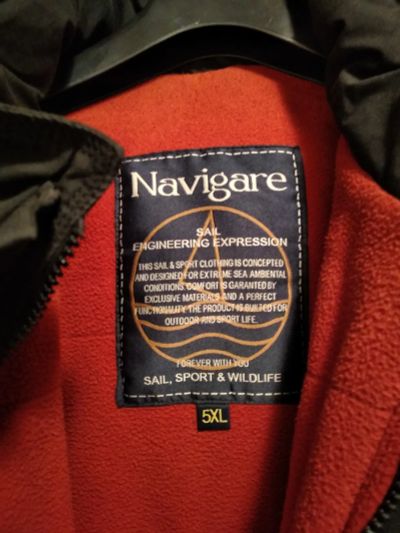 Navigare
SAIL
ENGINEERING EXPRESSION
THIS SAIL & SPORT CLOTHING IS CONCEPTED
AND DESIGNED FOR EXTREME SEA AMBIENTAL
CONDITIONS. COMFORT IS GARANTED BY
EXCLUSIVE MATERIALS AND A PERFECT
FUNCTIONALITY. THE PRODUCT IS BUILTED FOR
OUTDOOR AND SPORT LIFE.
FOREVER WITH YOU
SAIL, SPORT & WILDLIFE
5XL